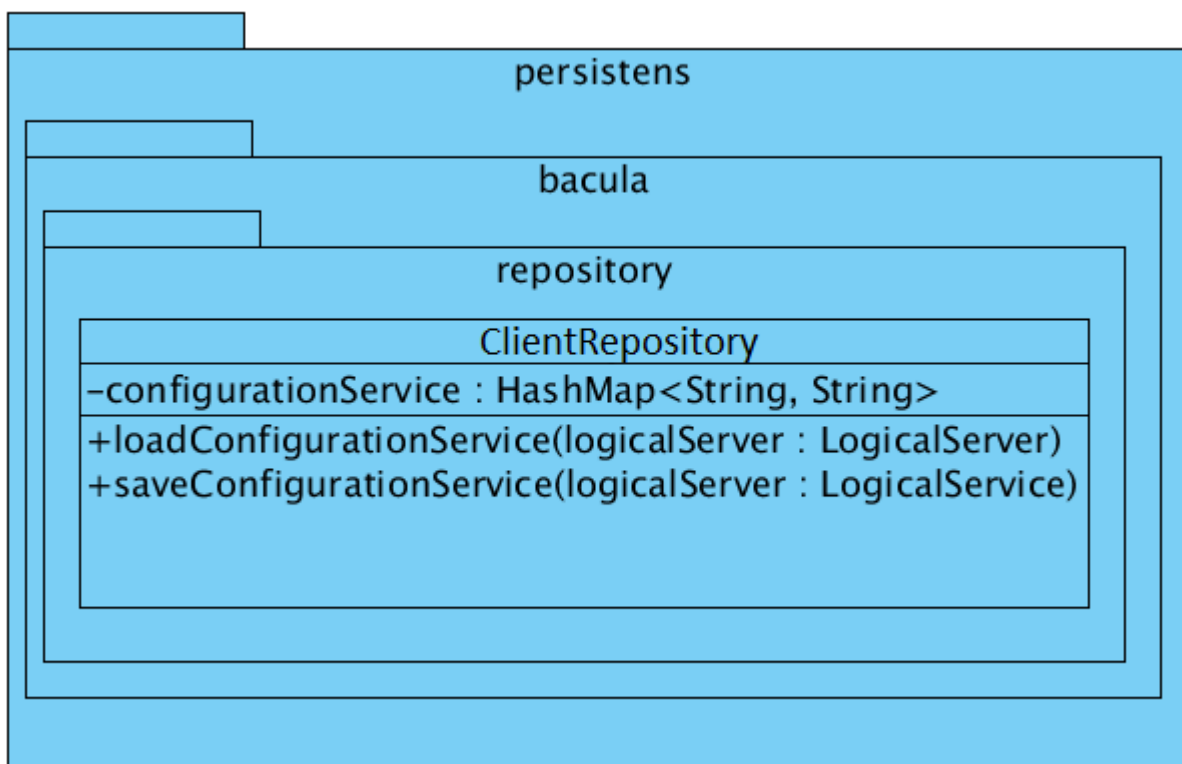 persistens
bacula
repository
ClientRepository
-configurationService : HashMap<String, String>
+loadConfigurationService(logicalServer : LogicalServer)
+saveConfigurationService(logicalServer : LogicalService)